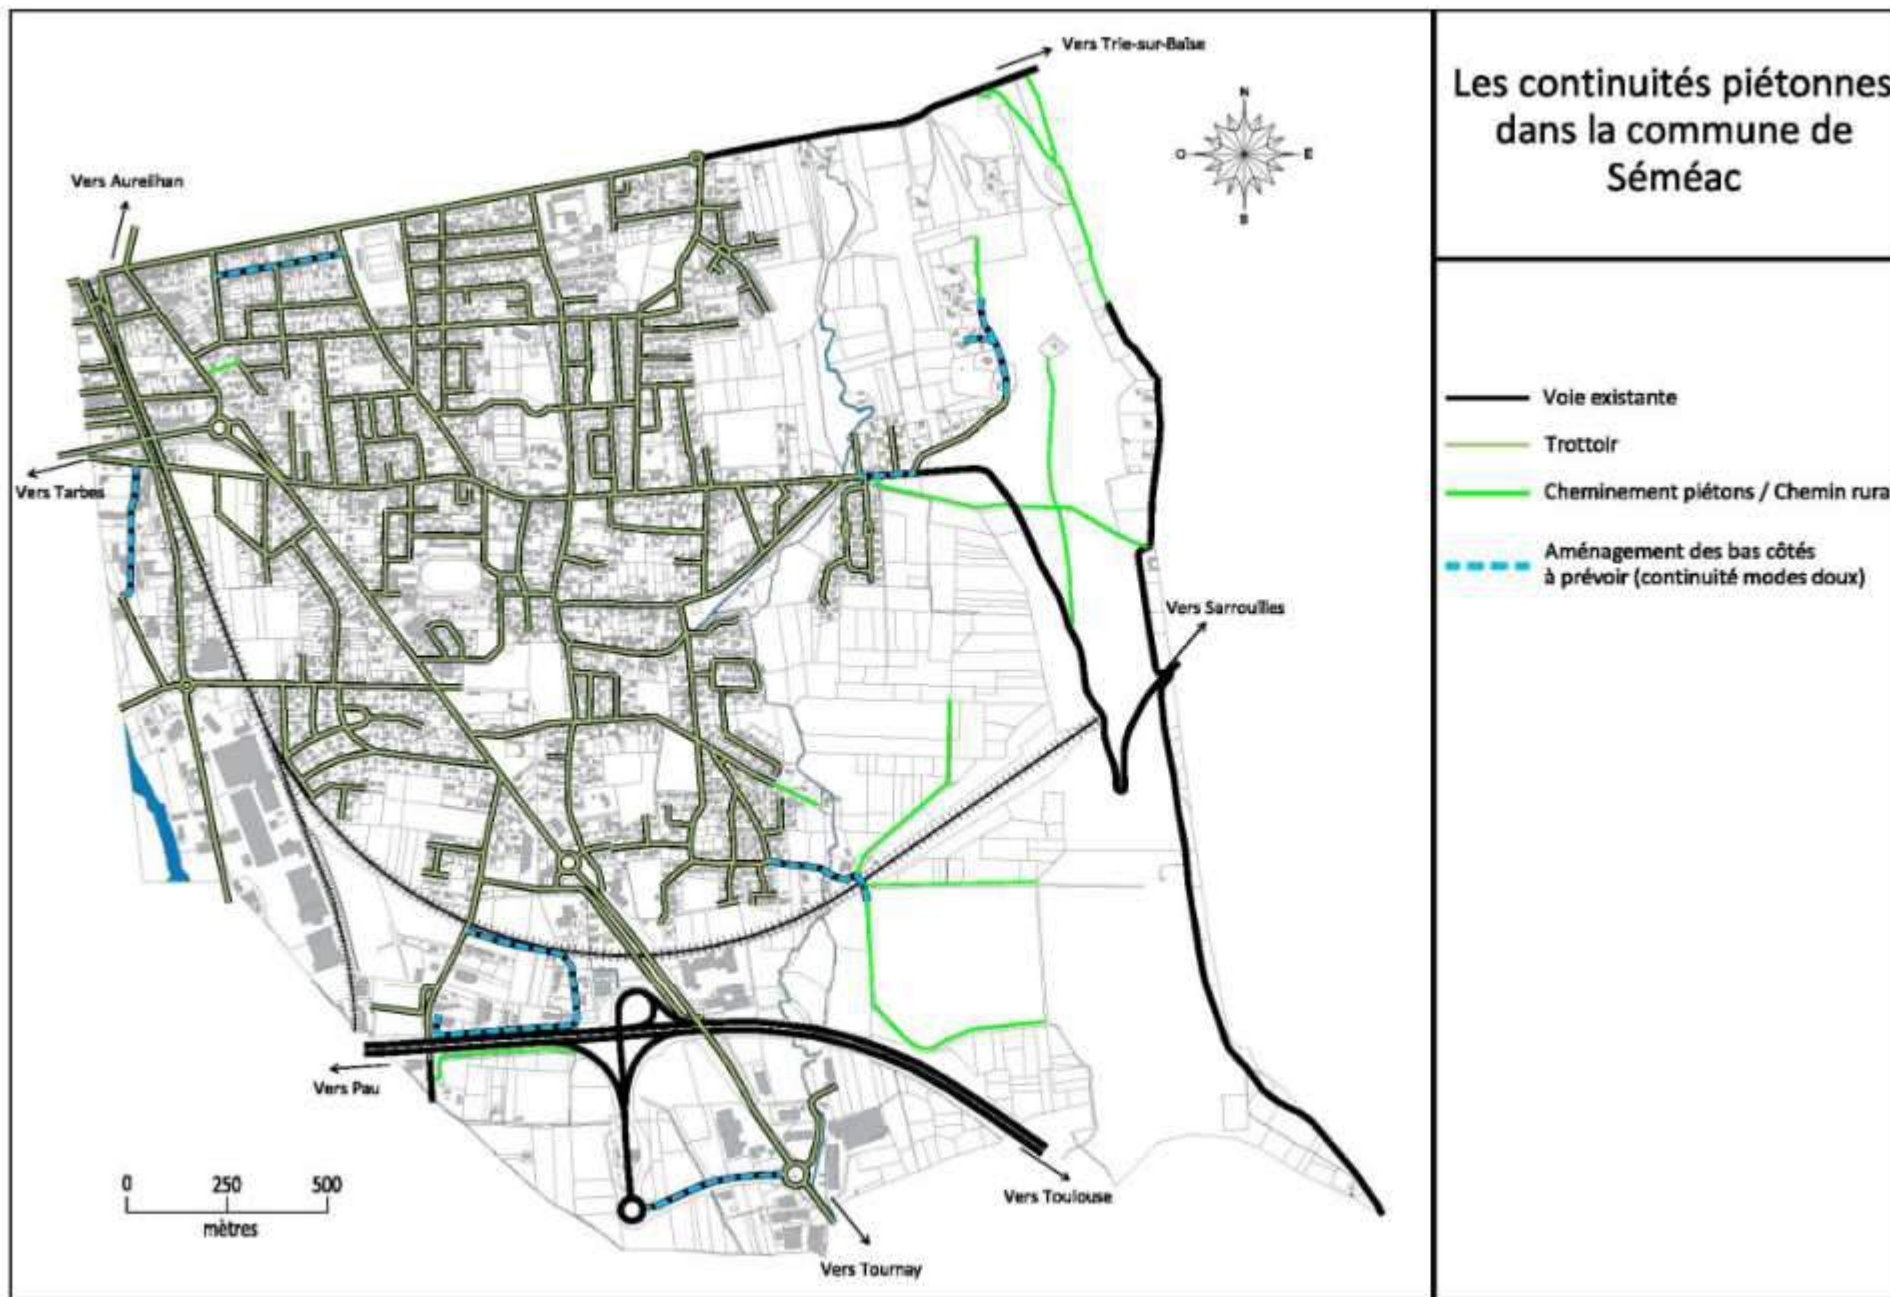 Les continuités piétonnes
dans la commune de
Séméac
Vers Trie-sur-Baïse
N
O
E
S
Vers Aureilhan
Vers Tarbes
Vers Sarrouilles
Vers Pau
Vers Toulouse
Vers Tournay
0 250 500
mètres
Voie existante
Trottoir
Cheminement piétons / Chemin rura
Aménagement des bas côtés
à prévoir (continuité modes doux)